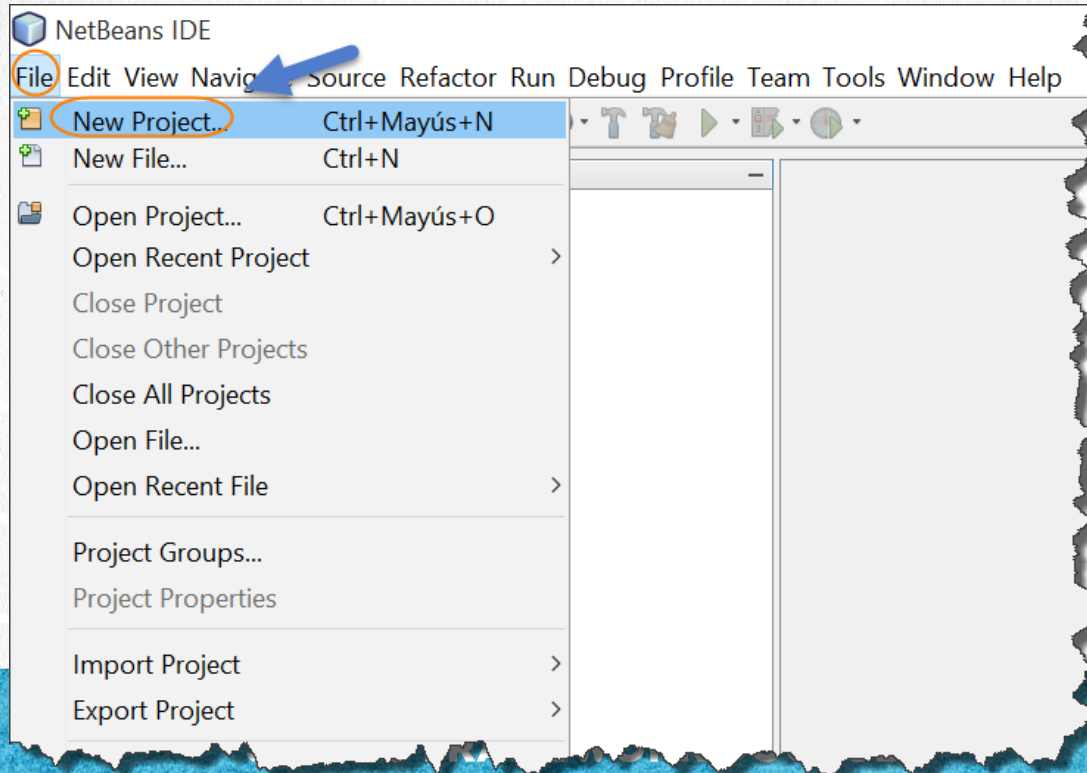 NetBeans IDE
File Edit View Source Refactor Run Debug Profile Team Tools Window Help
New Project... Ctrl+Mayús+N
New File... Ctrl+N
Open Project... Ctrl+Mayús+O
Open Recent Project
Close Project
Close Other Projects
Close All Projects
Open File...
Open Recent File
Project Groups...
Project Properties
Import Project
Export Project